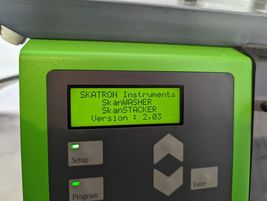 SKATRON Instruments
SkanWASHER
SkanSTACKER
Version : 2.03
Setup
Enter
Program